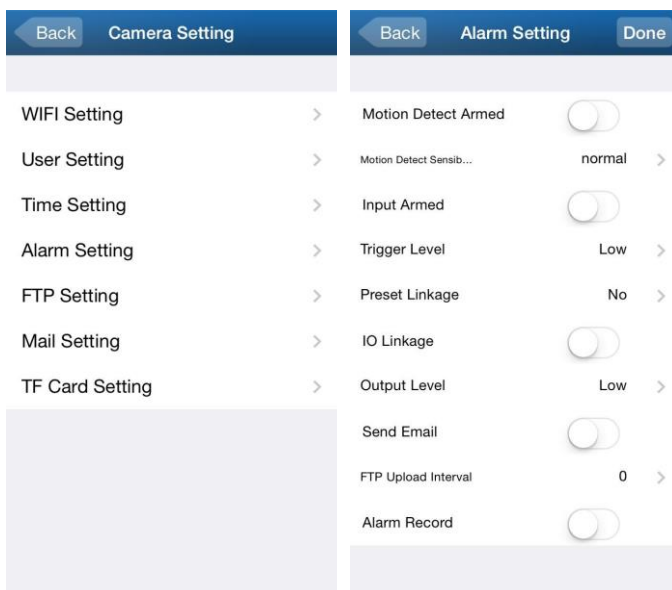 Back Camera Setting
WIFI Setting
User Setting
Time Setting
Alarm Setting
FTP Setting
Mail Setting
TF Card Setting
Back Alarm Setting Done
Motion Detect Armed
Motion Detect Sensib... normal
Input Armed
Trigger Level Low
Preset Linkage No
IO Linkage
Output Level Low
Send Email
FTP Upload Interval 0
Alarm Record